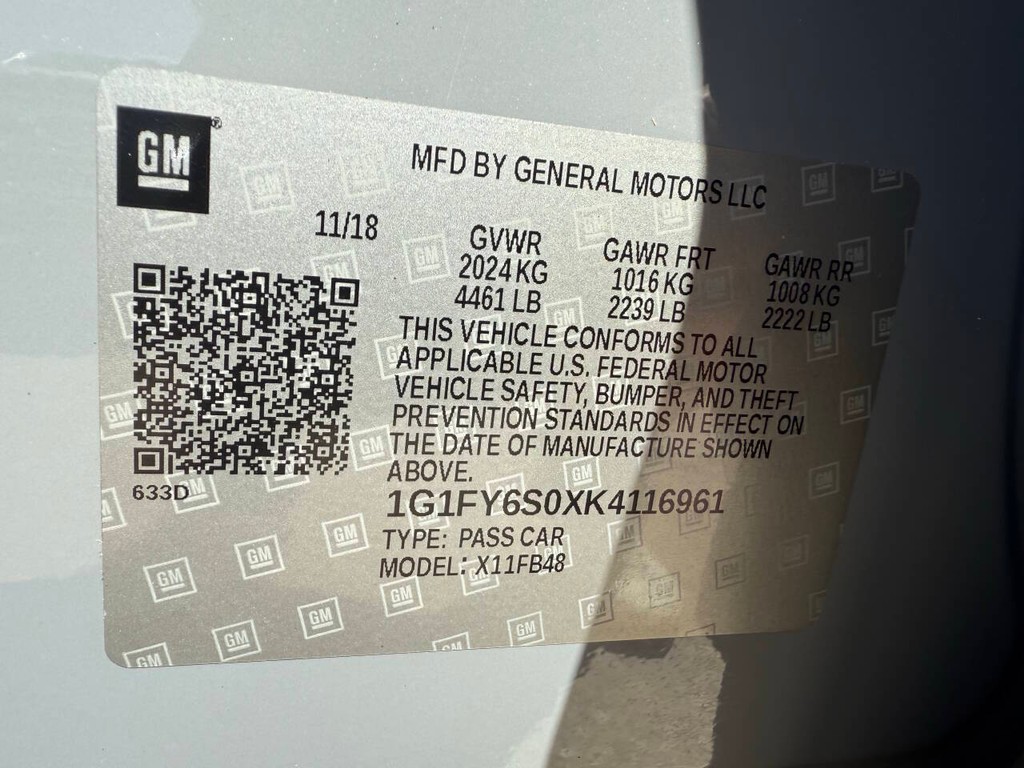 GM
MFD BY GENERAL MOTORS LLC
11/18
GVWR
2024 KG
4461 LB
GAWR FRT
1016 KG
2239 LB
GAWR RR
1008 KG
2222 LB
THIS VEHICLE CONFORMS TO ALL
APPLICABLE U.S. FEDERAL MOTOR
VEHICLE SAFETY, BUMPER, AND THEFT
PREVENTION STANDARDS IN EFFECT ON
THE DATE OF MANUFACTURE SHOWN
ABOVE.
633D
1G1FY6S0XK4116961
TYPE: PASS CAR
MODEL: X11FB48